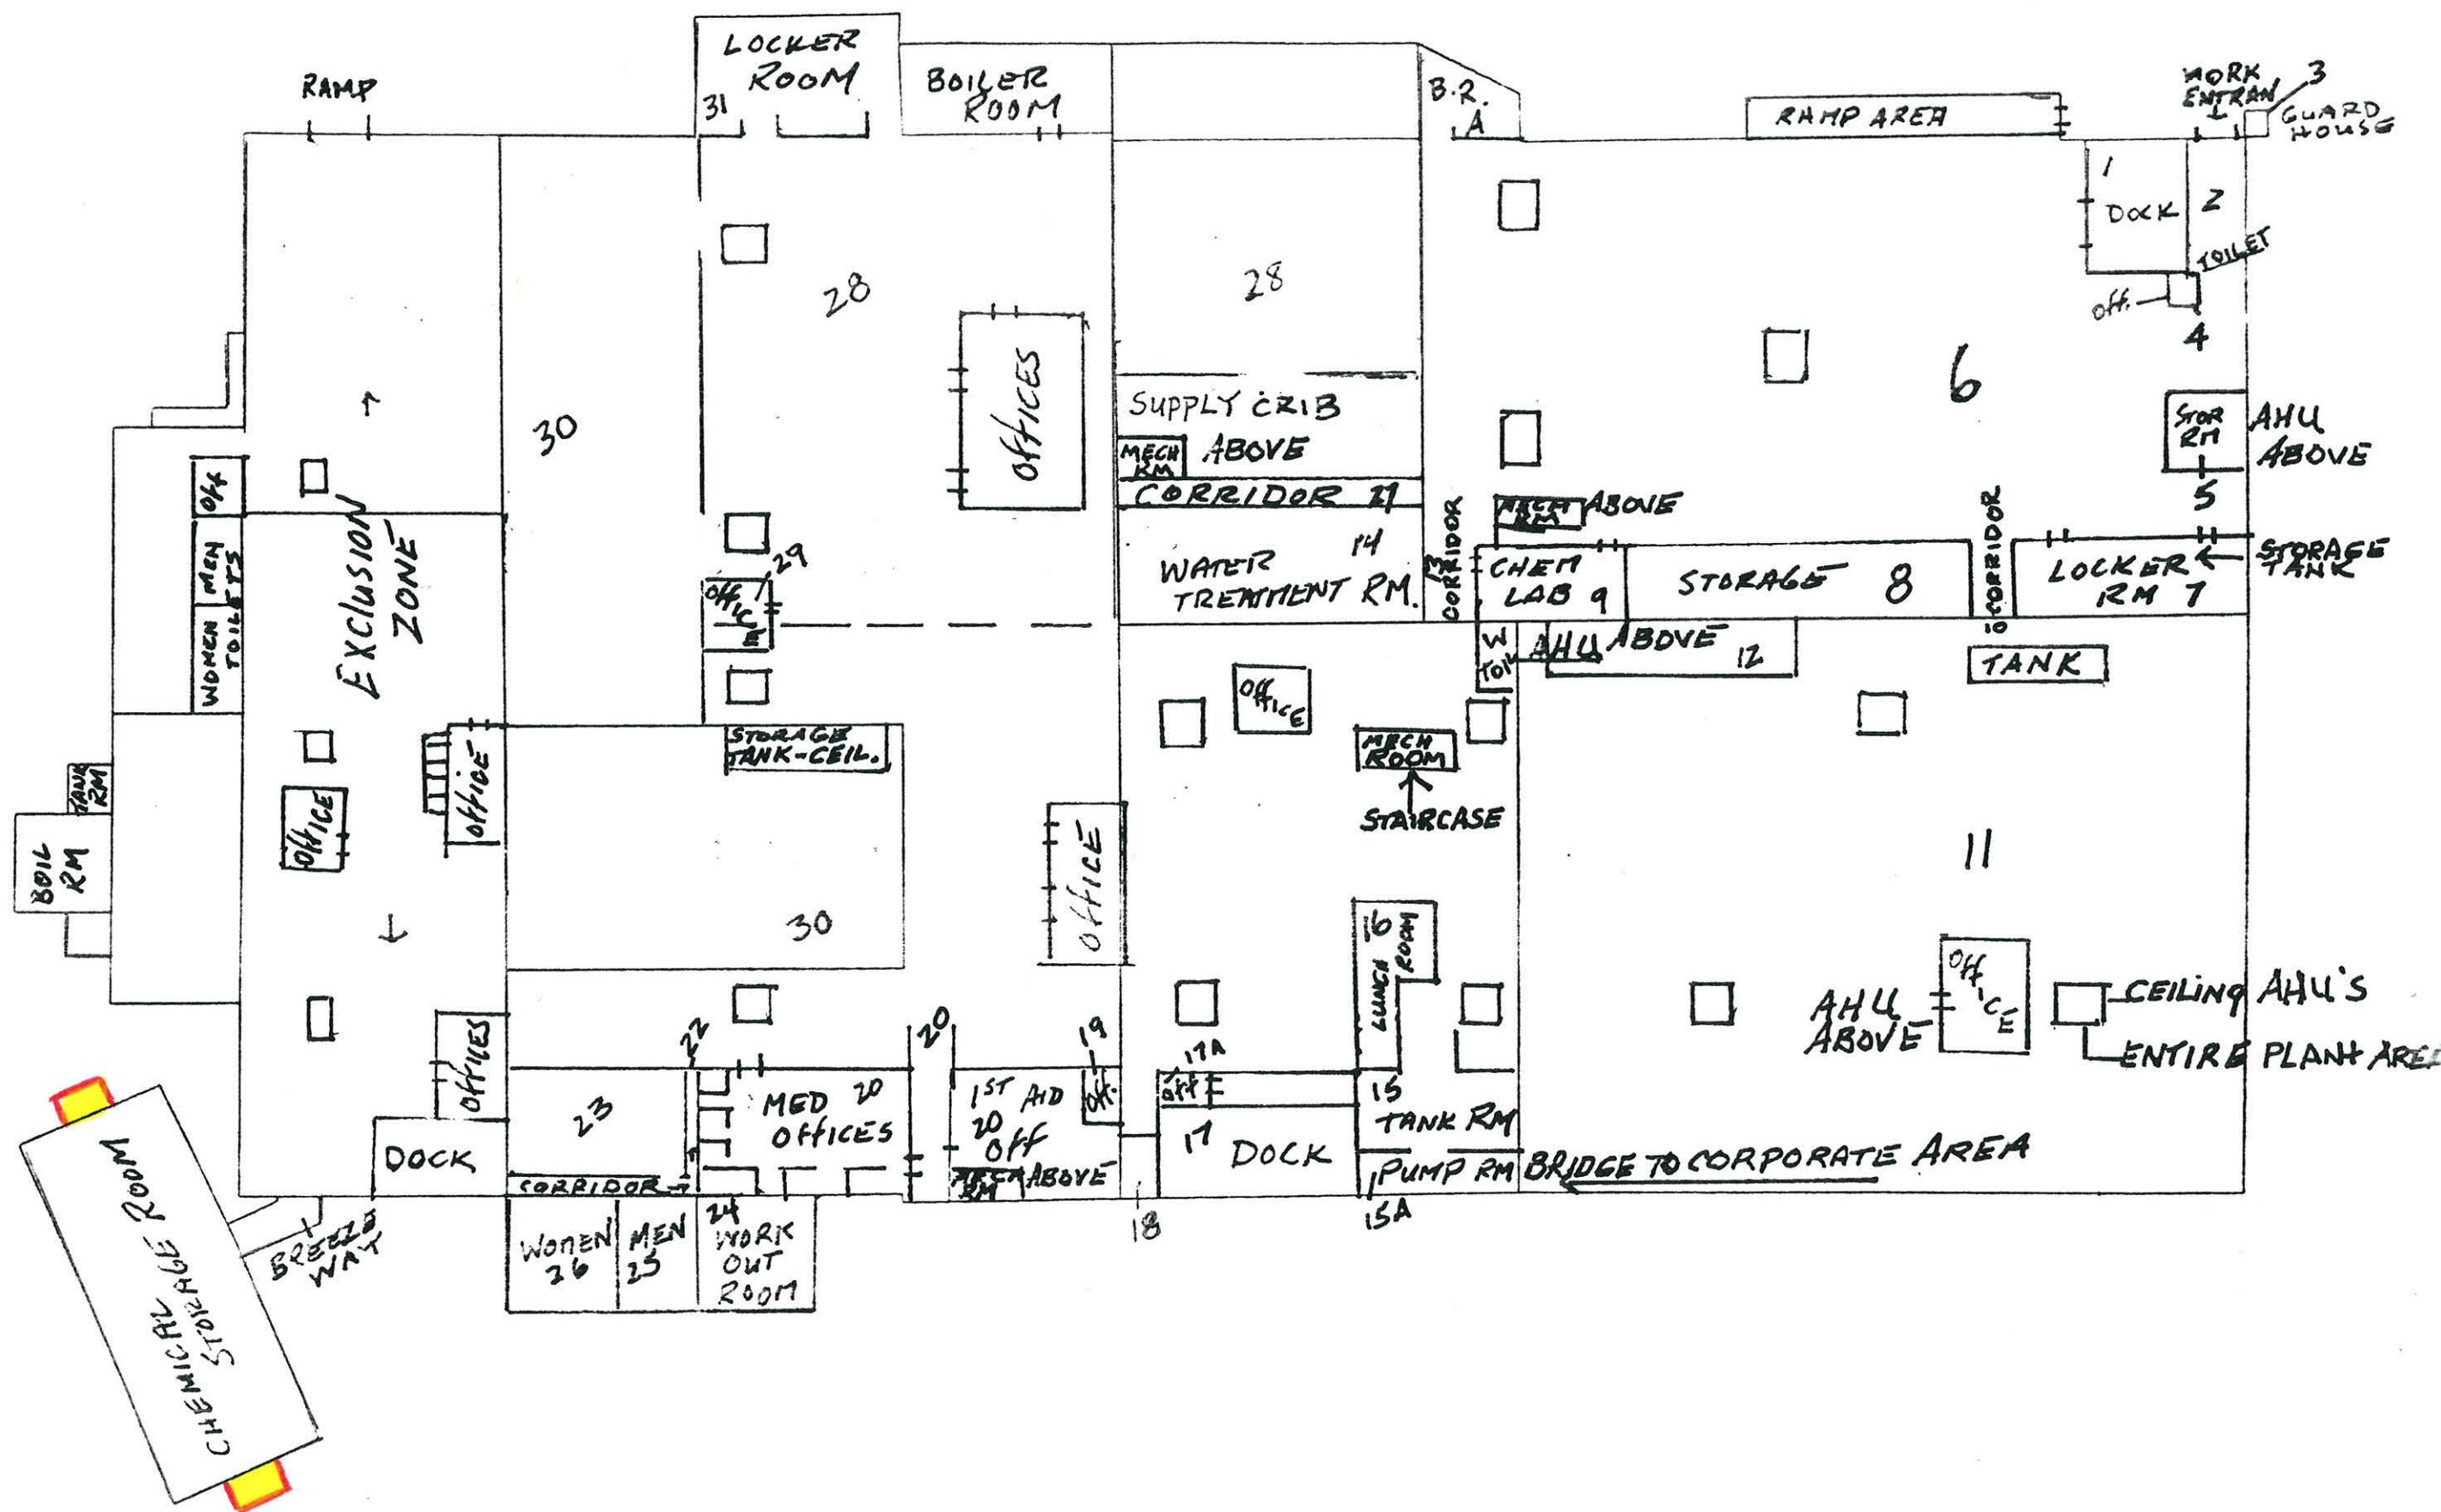 LOCKER
ROOM
31
BOILER
ROOM
RAMP
B.R.
A
RAMP AREA
WORK
ENTRAN
3
GUARD
HOUSE
1
DOCK
2
TOILET
Off.
4
28
28
6
30
OFFICES
SUPPLY CRIB
MECH
RM
ABOVE
CORRIDOR
STOR
RM
AHU
ABOVE
5
Off
MEN
WOMEN
TOILETS
EXCLUSION
ZONE
29
OFFICE
WATER
TREATMENT RM.
14
13
CORRIDOR
MECH
RM
ABOVE
CHEM
LAB 9
STORAGE 8
CORRIDOR
10
LOCKER
RM 7
STORAGE
TANK
W
TOIL
AHU ABOVE
12
TANK
OFFICE
MECH
ROOM
STAIRCASE
STORAGE
TANK-CEIL.
OFFICE
OFFICE
TANK
RM
BOIL
RM
OFFICE
11
30
16
LUNCH
ROOM
OFFICE
AHU
ABOVE
CEILING AHU'S
ENTIRE PLANT AREA
OFFICES
22
20
19
17A
Off
23
MED 20
OFFICES
1ST AID
20
Off
Off.
MECH
RM
ABOVE
17
DOCK
15
TANK RM
PUMP RM
BRIDGE TO CORPORATE AREA
15A
18
DOCK
CORRIDOR
24
WOMEN
26
MEN
25
WORK
OUT
ROOM
BREEZE
WAY
CHEMICAL
STORAGE ROOM